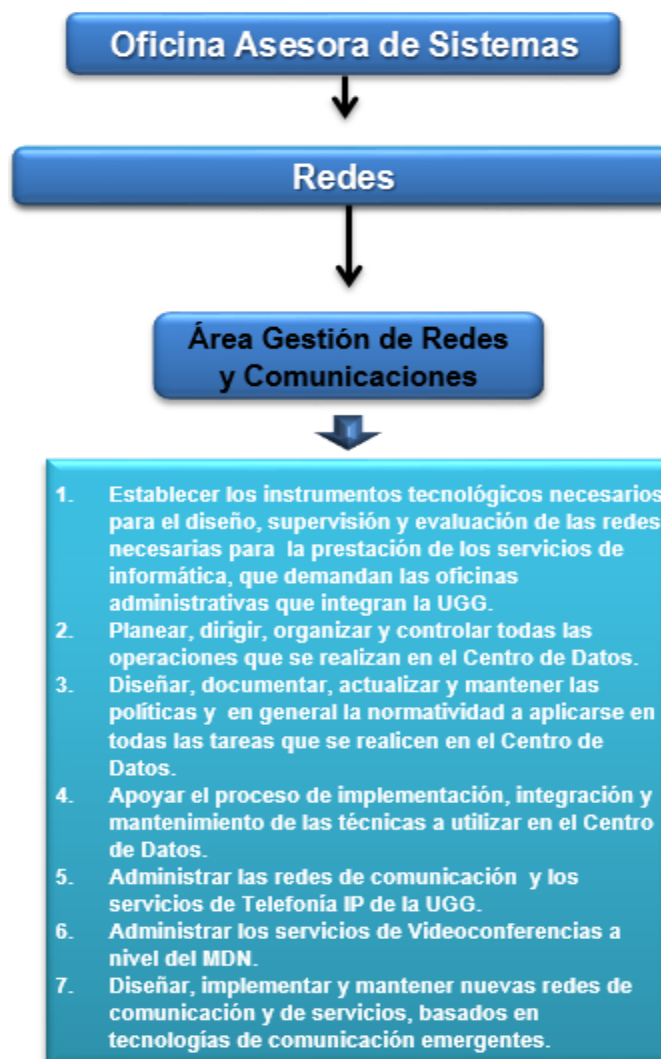 Oficina Asesora de Sistemas
Redes
Área Gestión de Redes
y Comunicaciones
1. Establecer los instrumentos tecnológicos necesarios
para el diseño, supervisión y evaluación de las redes
necesarias para la prestación de los servicios de
informática, que demandan las oficinas
administrativas que integran la UGG.
2. Planear, dirigir, organizar y controlar todas las
operaciones que se realizan en el Centro de Datos.
3. Diseñar, documentar, actualizar y mantener las
políticas y en general la normatividad a aplicarse en
todas las tareas que se realicen en el Centro de
Datos.
4. Apoyar el proceso de implementación, integración y
mantenimiento de las técnicas a utilizar en el Centro
de Datos.
5. Administrar las redes de comunicación y los
servicios de Telefonía IP de la UGG.
6. Administrar los servicios de Videoconferencias a
nivel del MDN.
7. Diseñar, implementar y mantener nuevas redes de
comunicación y de servicios, basados en
tecnologías de comunicación emergentes.